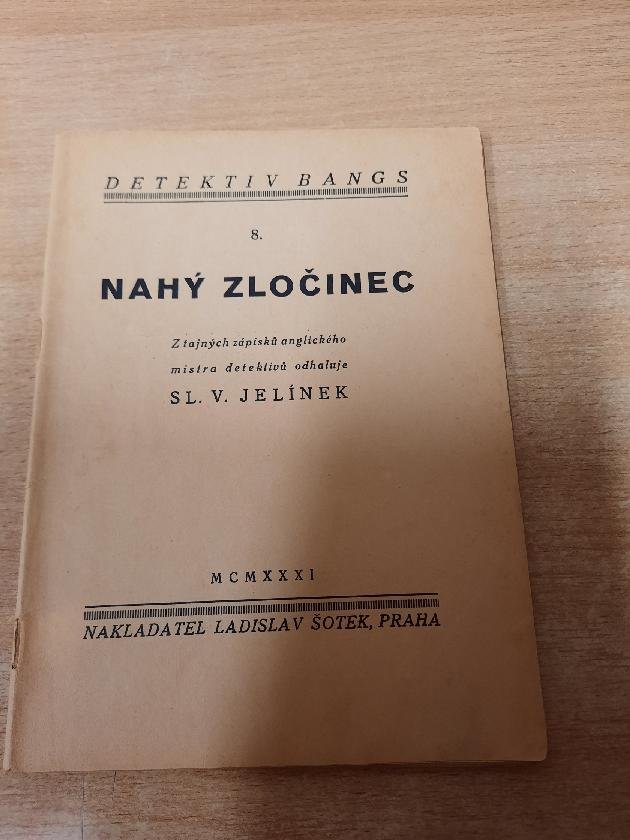 DETEKTIV BANGS
8.
NAHÝ ZLOČINEC
Z tajných zápisků anglického
mistra detektivů odhaluje
SL. V. JELÍNEK
MCMXXXI
NAKLADATEL LADISLAV ŠOTEK, PRAHA